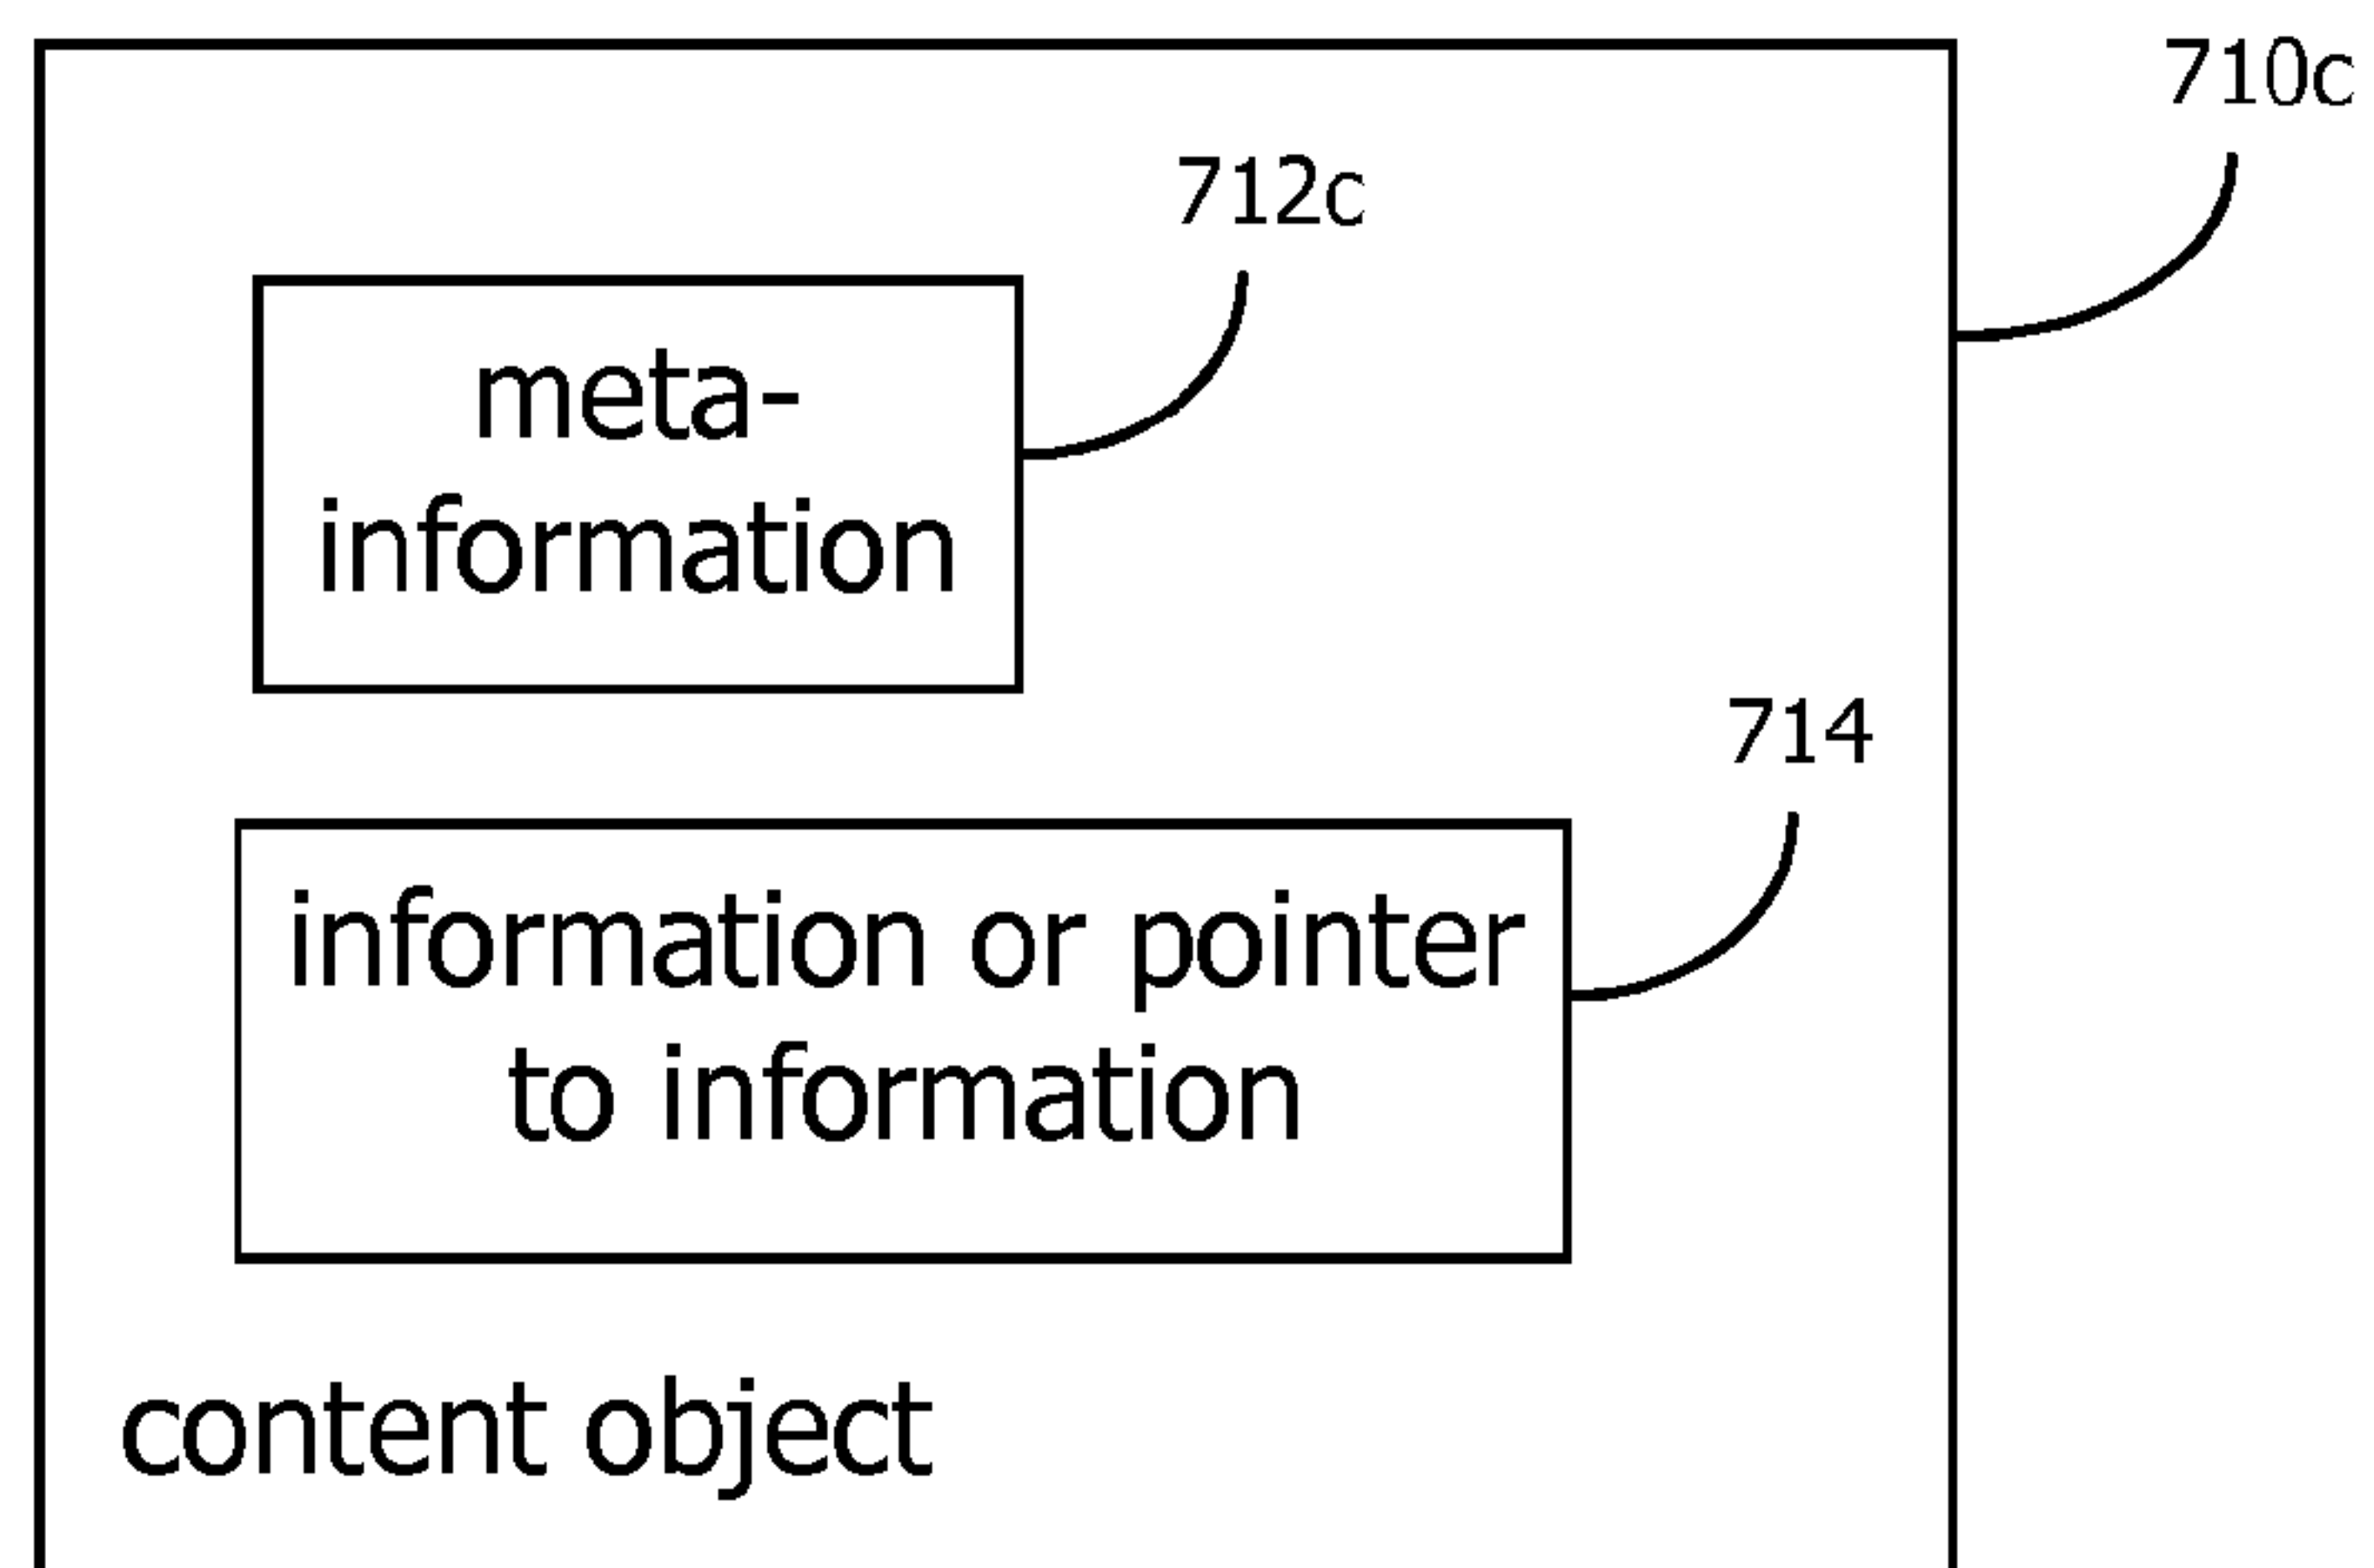 710c
712c
meta-
information
714
information or pointer
to information
content object